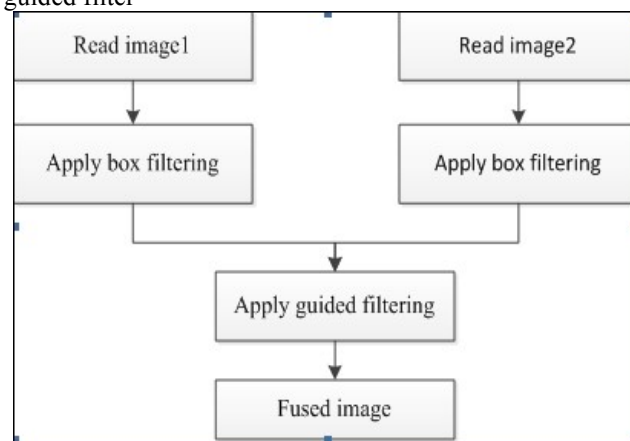 guided filter
Read image1
Read image2
Apply box filtering
Apply box filtering
Apply guided filtering
Fused image